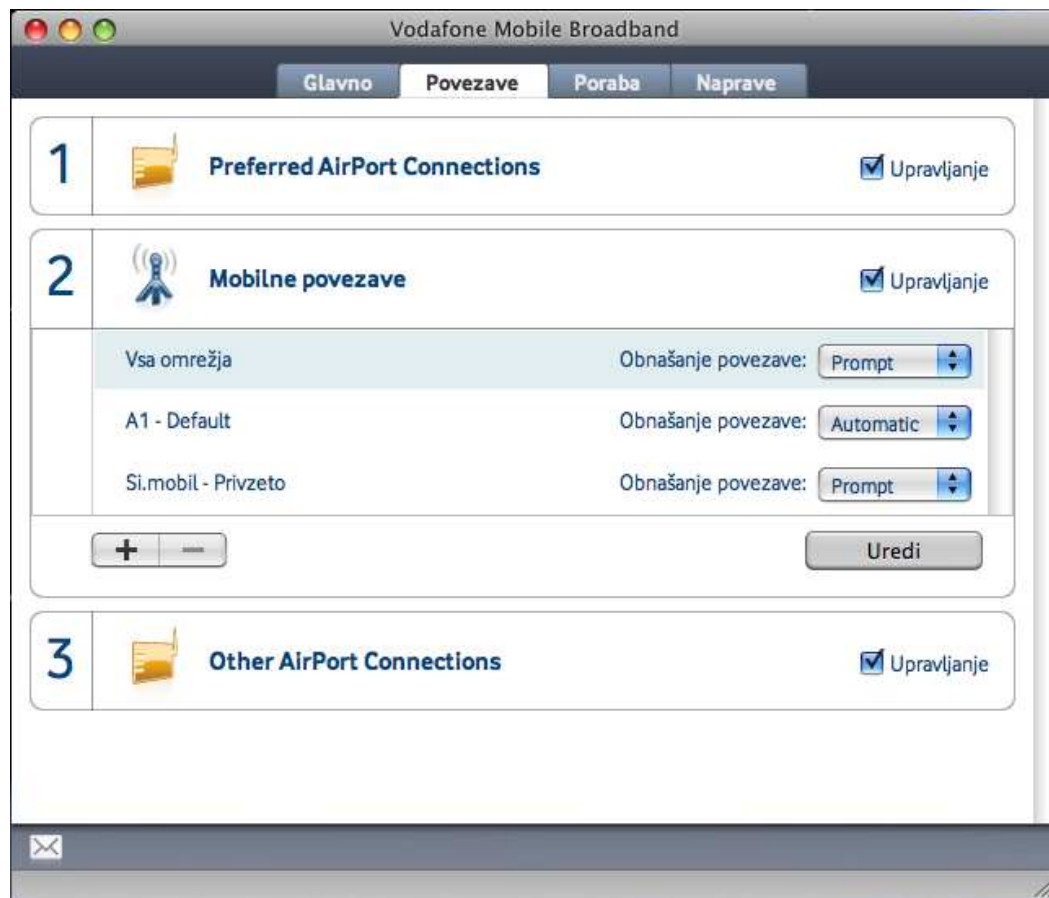 Vodafone Mobile Broadband
Glavno Povezave Poraba Naprave
1 Preferred AirPort Connections Upravljanje
2 Mobilne povezave Upravljanje
Vsa omrežja Obnašanje povezave: Prompt
A1 - Default Obnašanje povezave: Automatic
Si.mobil - Privzeto Obnašanje povezave: Prompt
+ − Uredi
3 Other AirPort Connections Upravljanje